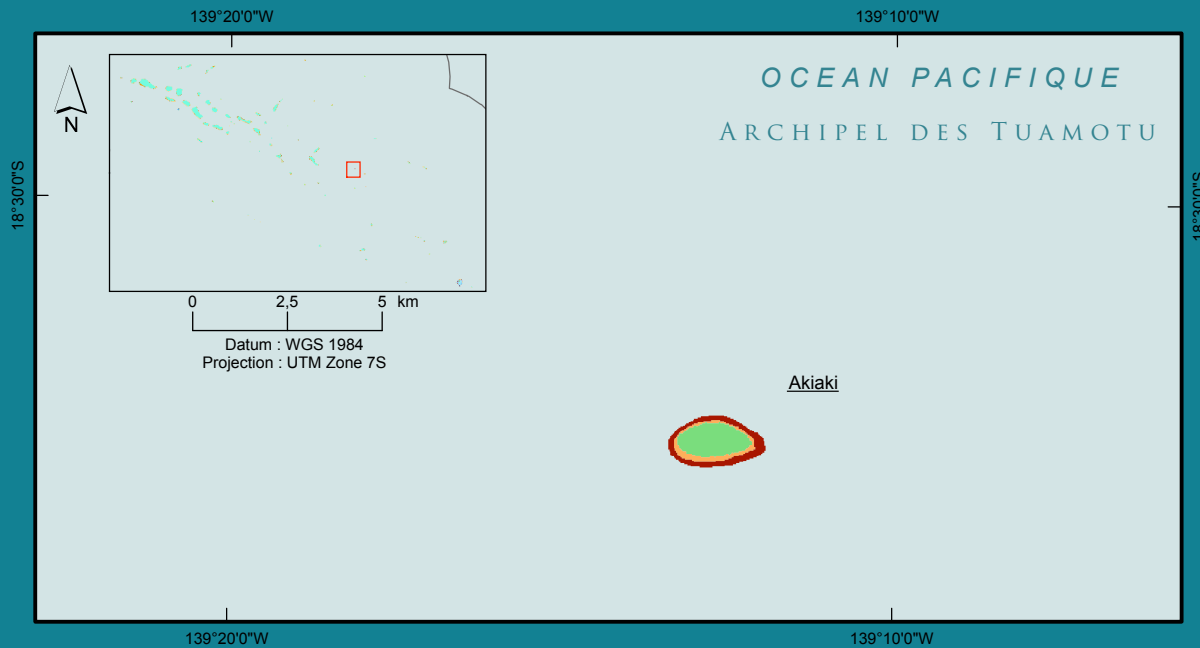 139°20'0"W
139°10'0"W
OCEAN PACIFIQUE
ARCHIPEL DES TUAMOTU
N
18°30'0"S
18°30'0"S
0 2,5 5 km
Datum : WGS 1984
Projection : UTM Zone 7S
Akiaki
139°20'0"W
139°10'0"W